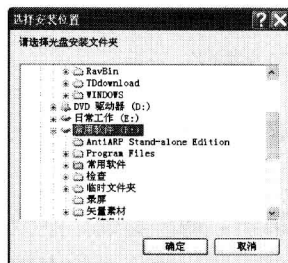 选择安装位置
请选择光盘安装文件夹
RavBin
TDdownload
WINDOWS
DVD 驱动器 (D:)
日常工作 (E:)
常用软件 (F:)
AntiARP Stand-alone Edition
Program Files
常用软件
检查
临时文件夹
录屏
矢量素材
确定
取消